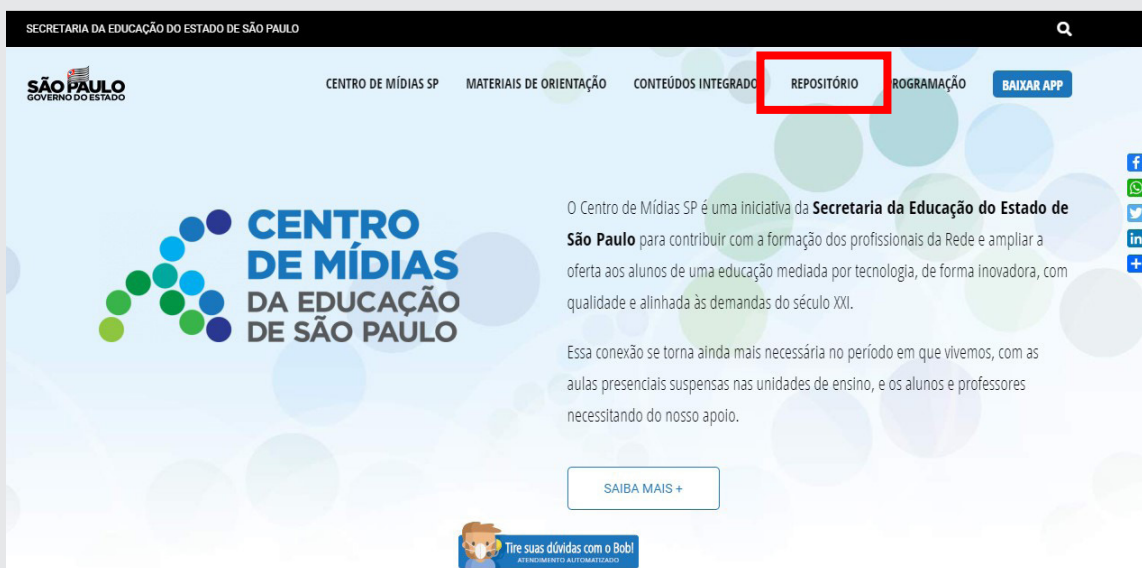 SECRETARIA DA EDUCAÇÃO DO ESTADO DE SÃO PAULO
SÃO PAULO
GOVERNO DO ESTADO
CENTRO DE MÍDIAS SP
MATERIAIS DE ORIENTAÇÃO
CONTEÚDOS INTEGRADO
REPOSITÓRIO
ROGRAMAÇÃO
BAIXAR APP
CENTRO
DE MÍDIAS
DA EDUCAÇÃO
DE SÃO PAULO
O Centro de Mídias SP é uma iniciativa da Secretaria da Educação do Estado de
São Paulo para contribuir com a formação dos profissionais da Rede e ampliar a
oferta aos alunos de uma educação mediada por tecnologia, de forma inovadora, com
qualidade e alinhada às demandas do século XXI.
Essa conexão se torna ainda mais necessária no período em que vivemos, com as
aulas presenciais suspensas nas unidades de ensino, e os alunos e professores
necessitando do nosso apoio.
SAIBA MAIS +
Tire suas dúvidas com o Bob!
ATENDIMENTO AUTOMATIZADO